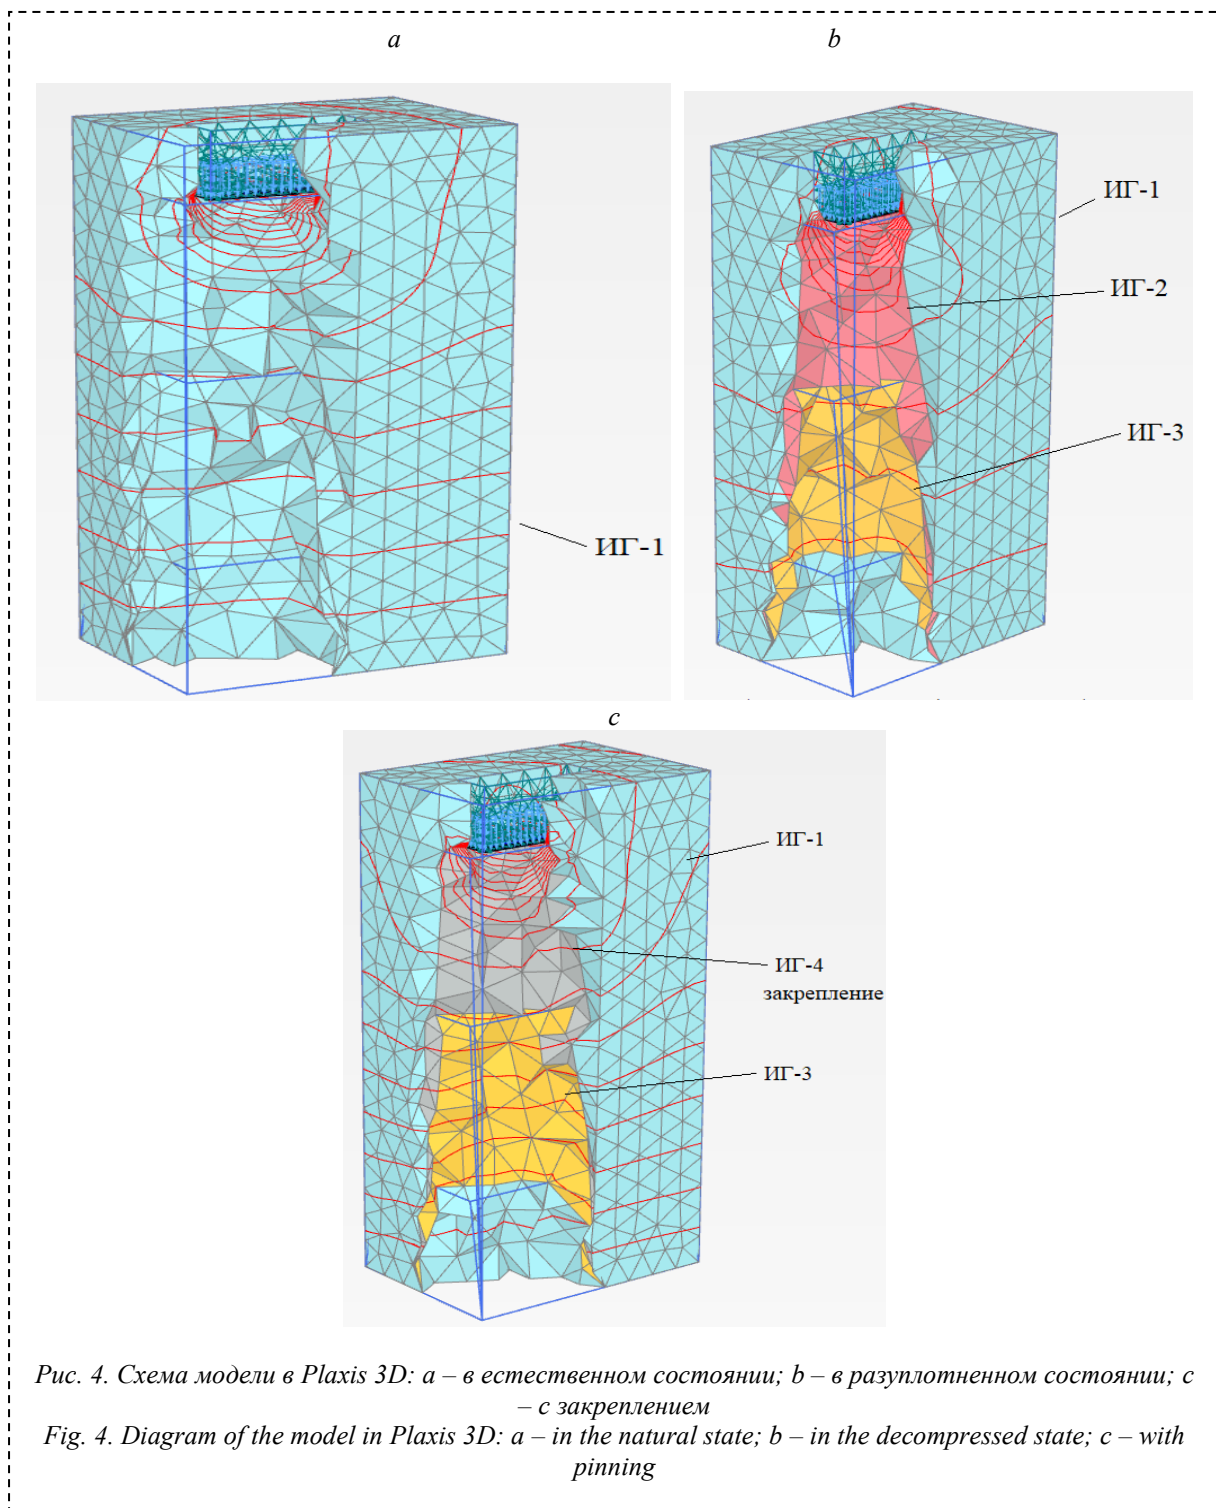 a
b
ИГ-1
ИГ-2
ИГ-3
ИГ-1
c
ИГ-1
ИГ-4
закрепление
ИГ-3
Рис. 4. Схема модели в Plaxis 3D: a – в естественном состоянии; b – в разуплотненном состоянии; c
– с закреплением
Fig. 4. Diagram of the model in Plaxis 3D: a – in the natural state; b – in the decompressed state; c – with
pinning